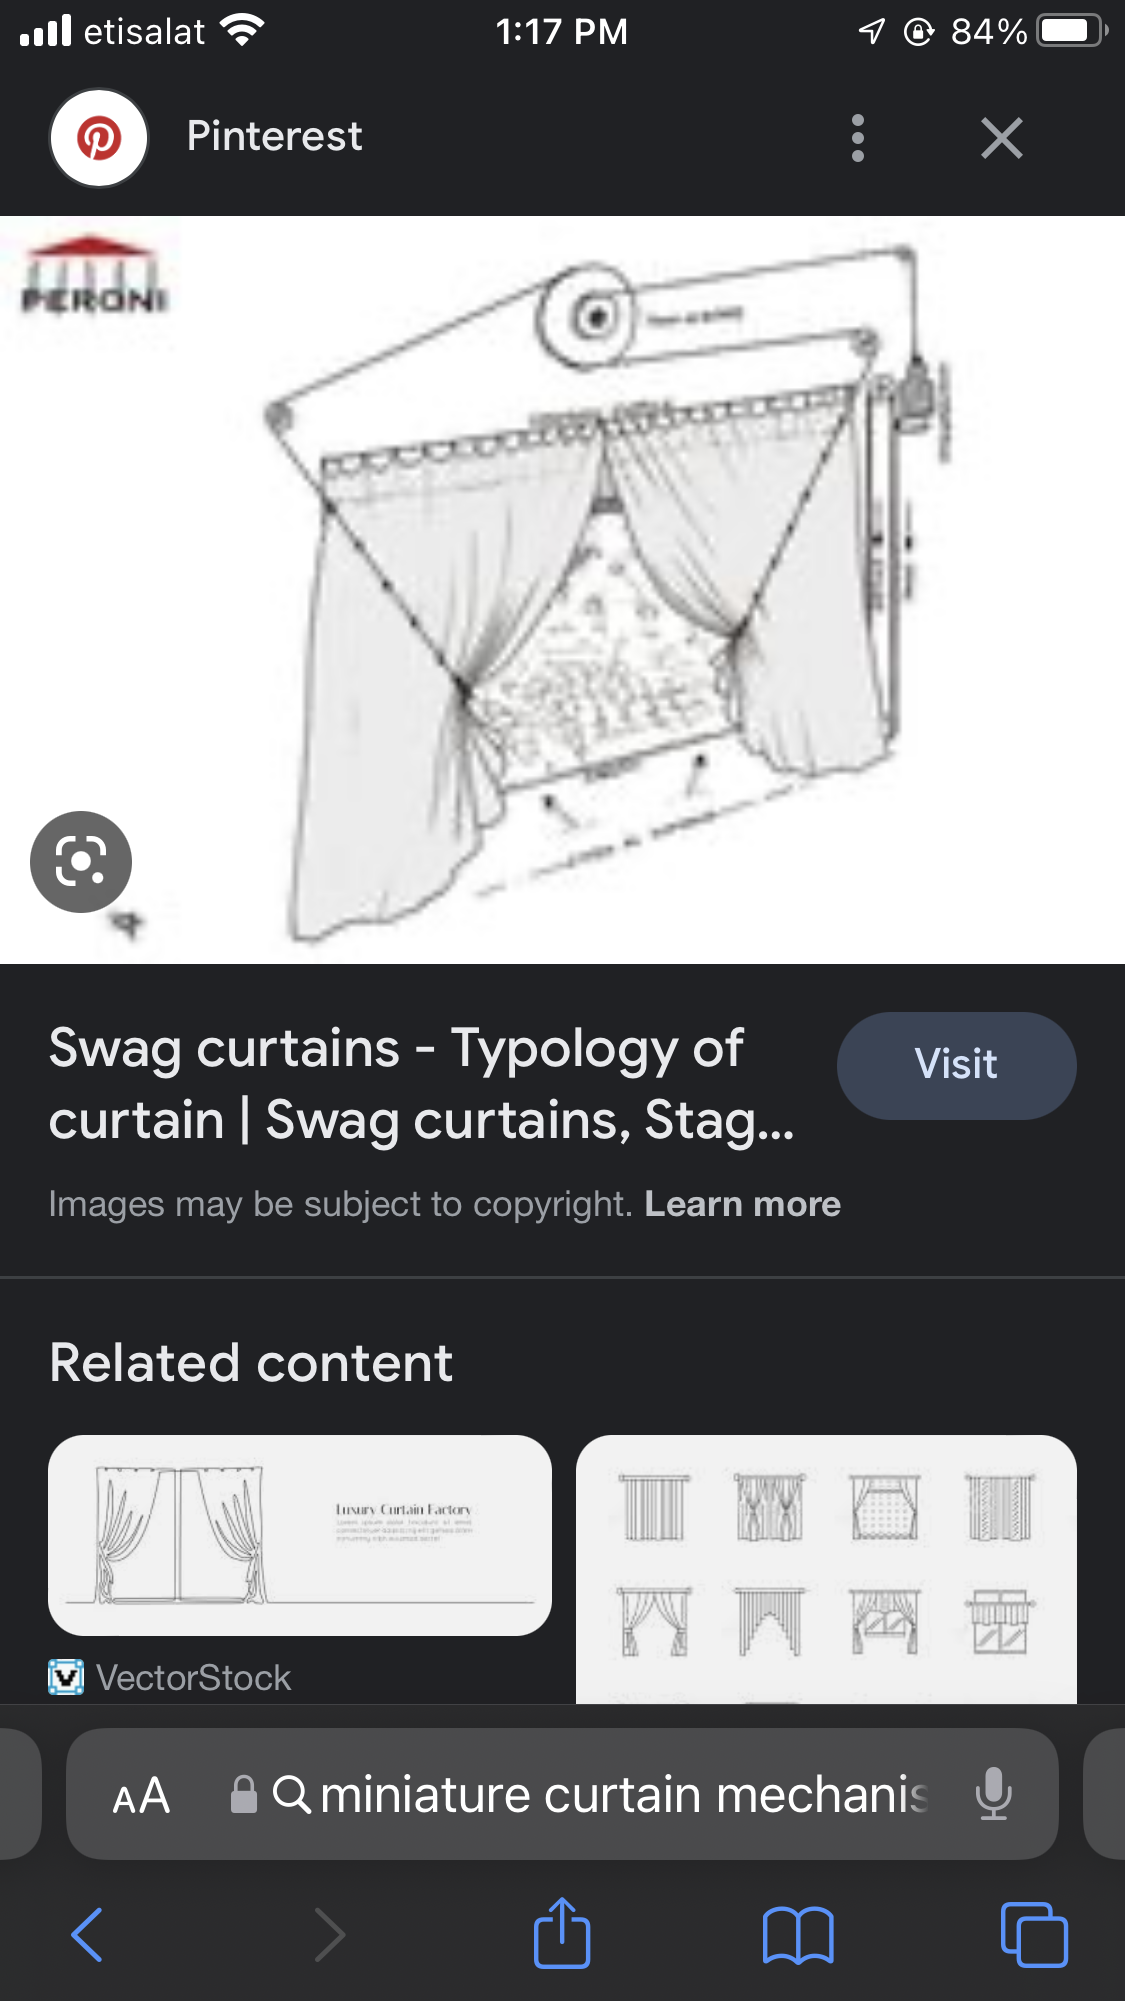 etisalat 1:17 PM 84%
Pinterest
PERONI
Swag curtains - Typology of
curtain | Swag curtains, Stag...
Visit
Images may be subject to copyright. Learn more
Related content
Luxury Curtain Factory
VectorStock
AA miniature curtain mechanis